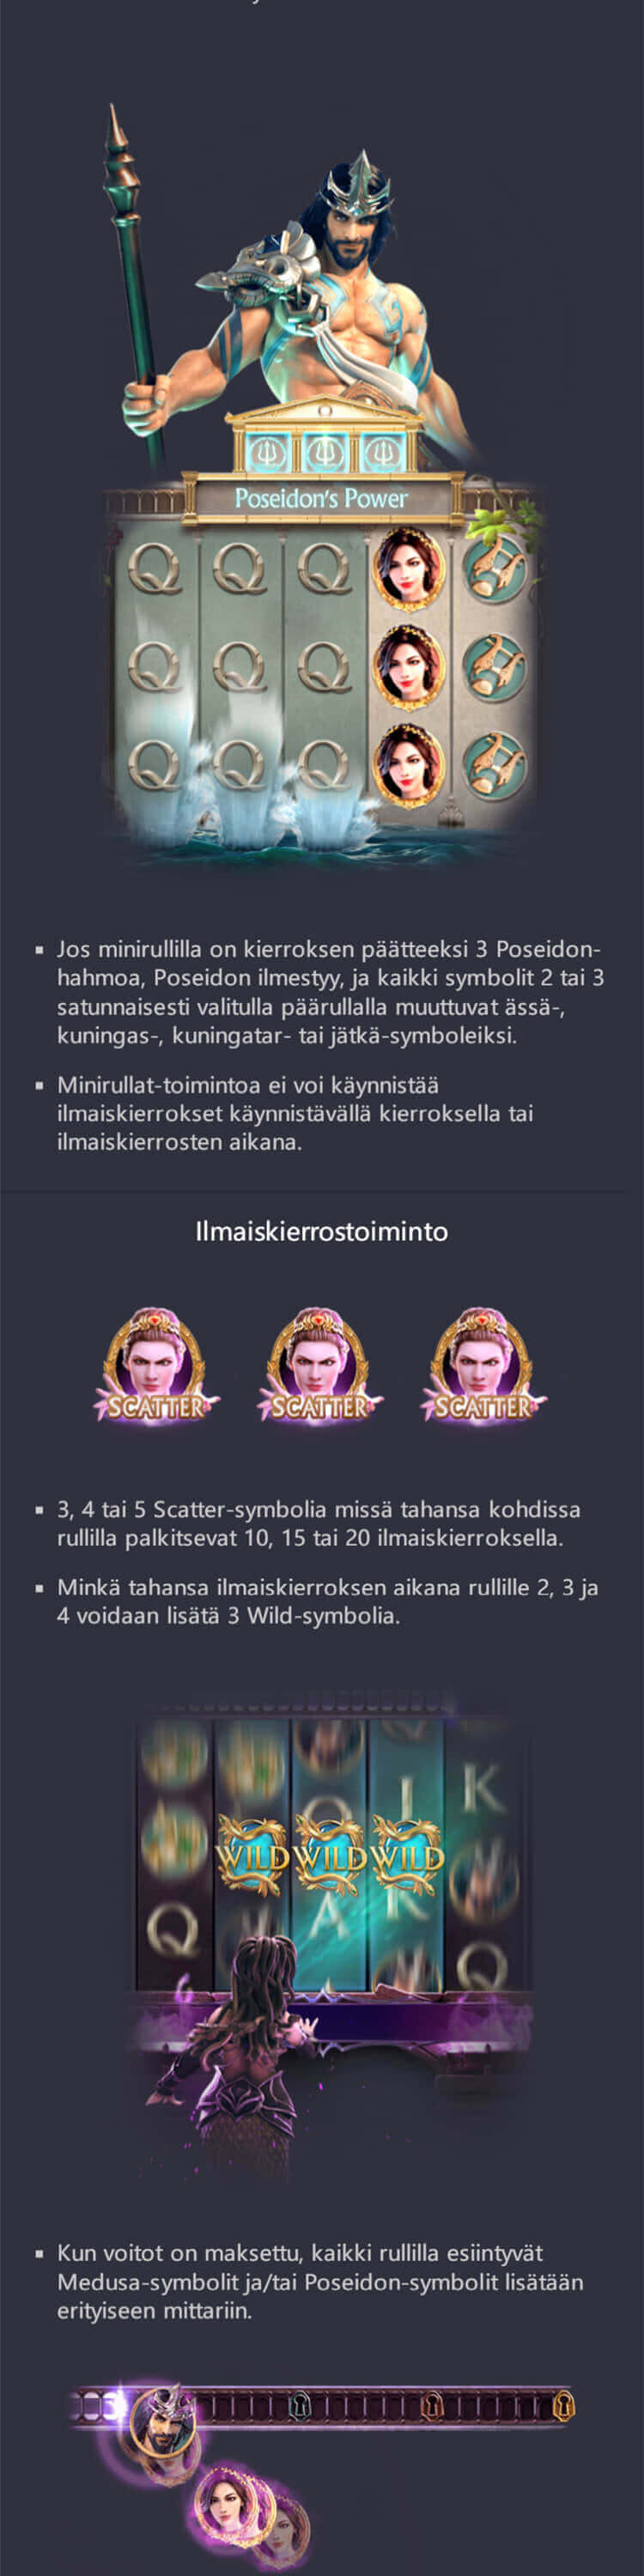 Poseidon's Power
Q Q Q
Q Q Q
Q Q Q
▪ Jos minirullilla on kierroksen päätteeksi 3 Poseidon-
hahmoa, Poseidon ilmestyy, ja kaikki symbolit 2 tai 3
satunnaisesti valitulla päärullalla muuttuvat ässä-,
kuningas-, kuningatar- tai jätkä-symboleiksi.
▪ Minirullat-toimintoa ei voi käynnistää
ilmaiskierrokset käynnistävällä kierroksella tai
ilmaiskierrosten aikana.
Ilmaiskierrostoiminto
SCATTER SCATTER SCATTER
▪ 3, 4 tai 5 Scatter-symbolia missä tahansa kohdissa
rullilla palkitsevat 10, 15 tai 20 ilmaiskierroksella.
▪ Minkä tahansa ilmaiskierroksen aikana rullille 2, 3 ja
4 voidaan lisätä 3 Wild-symbolia.
Q J K
WILD WILD WILD
Q A K Q
▪ Kun voitot on maksettu, kaikki rullilla esiintyvät
Medusa-symbolit ja/tai Poseidon-symbolit lisätään
erityiseen mittariin.